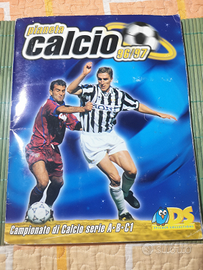 pianeta
calcio
96/97
Campionato di Calcio serie A-B-C1
DS